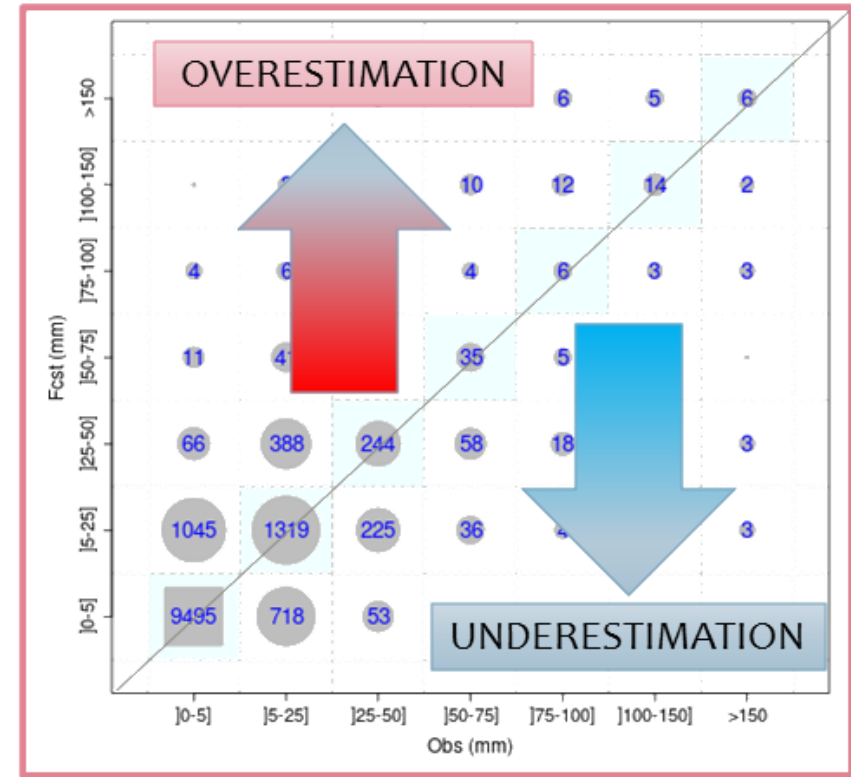 OVERESTIMATION
>150 6 5 6
]100-150] 10 12 14 2
]75-100] 4 6 4 6 3 3
Fcst (mm)
]50-75] 11 35 5
]25-50] 66 388 244 58 18 3
]5-25] 1045 1319 225 36 3
]0-5] 9495 718 53
UNDERESTIMATION
]0-5] ]5-25] ]25-50] ]50-75] ]75-100] ]100-150] >150
Obs (mm)